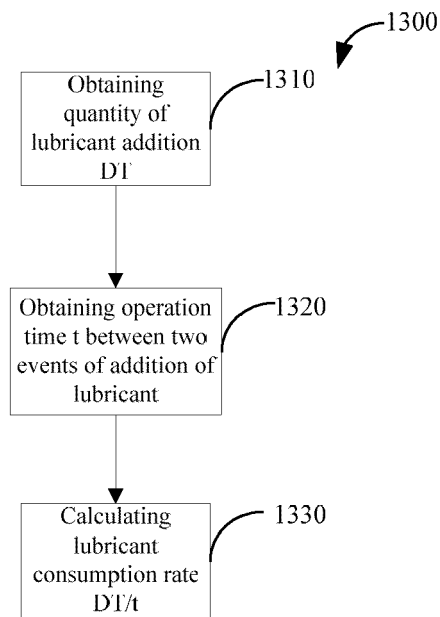 1300
Obtaining
quantity of
lubricant addition
DT
1310
Obtaining operation
time t between two
events of addition of
lubricant
1320
Calculating
lubricant
consumption rate
DT/t
1330